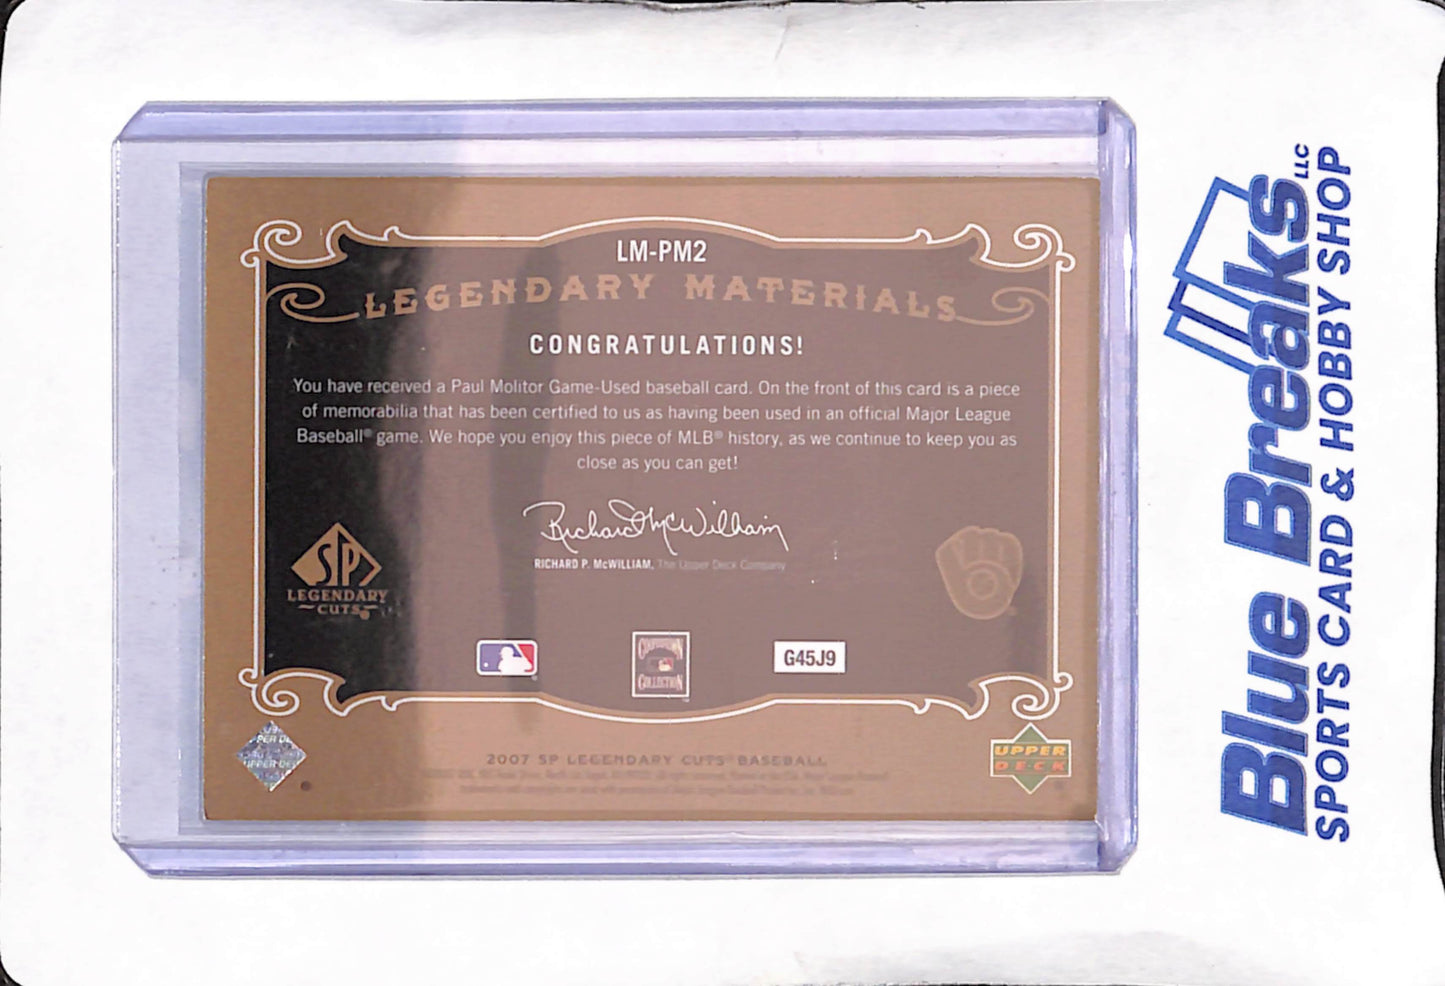 LM-PM2
LEGENDARY MATERIALS
CONGRATULATIONS!
You have received a Paul Molitor Game-Used baseball card. On the front of this card is a piece
of memorabilia that has been certified to us as having been used in an official Major League
Baseball® game. We hope you enjoy this piece of MLB® history, as we continue to keep you as
close as you can get!
Richard McWilliam
RICHARD P. McWILLIAM, The Upper Deck Company
SP
LEGENDARY
CUTS
COOPERSTOWN
COLLECTION
G45J9
UPPER
DECK
2007 SP LEGENDARY CUTS BASEBALL
Blue Breaks LLC
SPORTS CARD & HOBBY SHOP